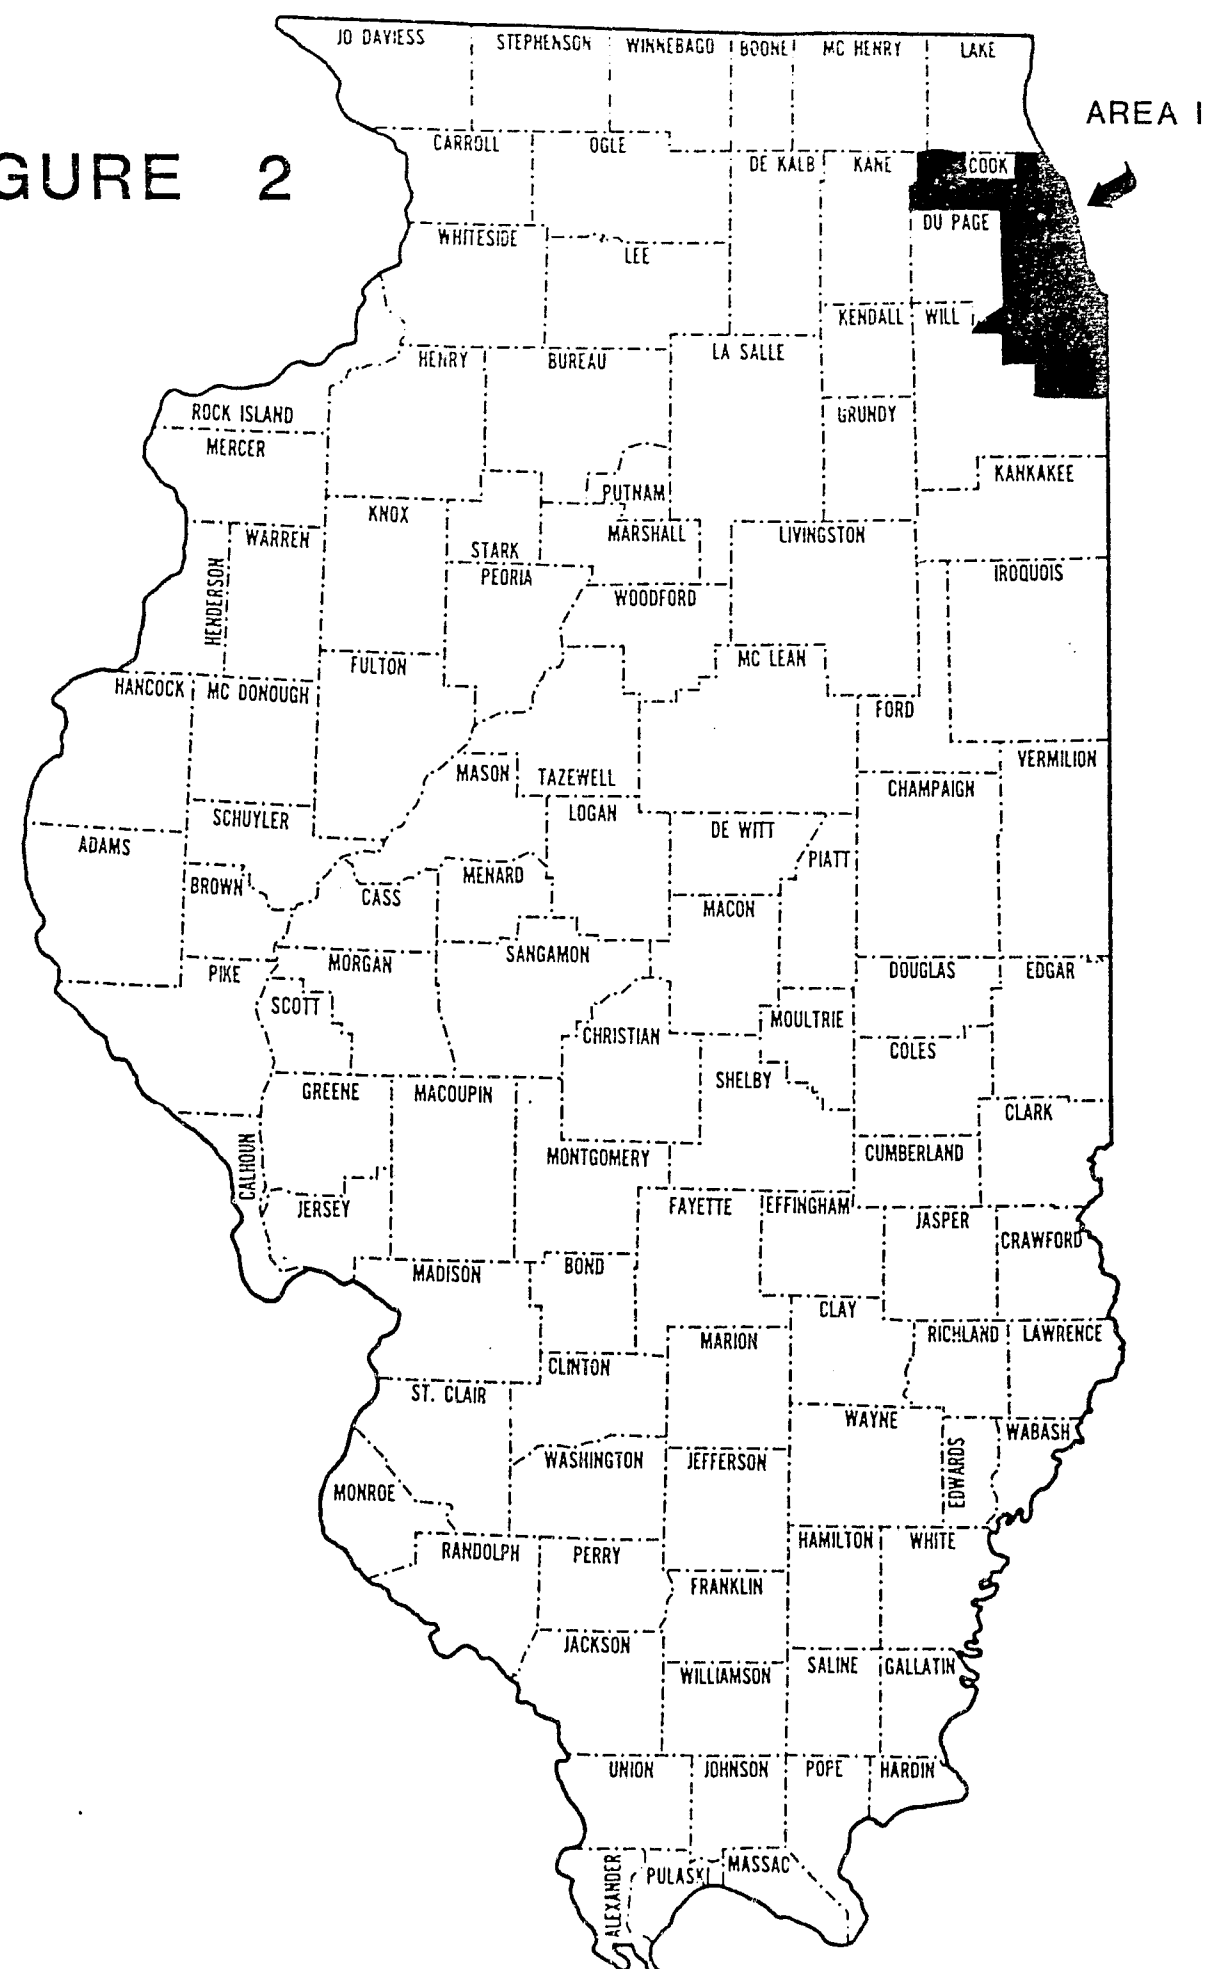 JO DAVIESS
STEPHENSON
WINNEBAGO
BOONE
MC HENRY
LAKE
AREA I
GURE 2
CARROLL
OGLE
DE KALB
KANE
COOK
DU PAGE
WHITESIDE
LEE
KENDALL
WILL
HENRY
BUREAU
LA SALLE
ROCK ISLAND
GRUNDY
MERCER
KANKAKEE
PUTNAM
KNOX
WARREN
STARK
MARSHALL
LIVINGSTON
HENDERSON
PEORIA
IROQUOIS
WOODFORD
FULTON
MC LEAN
HANCOCK
MC DONOUGH
FORD
VERMILION
MASON
TAZEWELL
CHAMPAIGN
SCHUYLER
LOGAN
ADAMS
DE WITT
PIATT
BROWN
CASS
MENARD
MACON
PIKE
MORGAN
SANGAMON
DOUGLAS
EDGAR
SCOTT
MOULTRIE
CHRISTIAN
COLES
SHELBY
GREENE
MACOUPIN
CLARK
CALHOUN
MONTGOMERY
CUMBERLAND
JERSEY
FAYETTE
EFFINGHAM
JASPER
CRAWFORD
MADISON
BOND
CLAY
MARION
RICHLAND
LAWRENCE
CLINTON
ST. CLAIR
WAYNE
WABASH
WASHINGTON
JEFFERSON
EDWARDS
MONROE
RANDOLPH
PERRY
HAMILTON
WHITE
FRANKLIN
JACKSON
WILLIAMSON
SALINE
GALLATIN
UNION
JOHNSON
POPE
HARDIN
ALEXANDER
PULASKI
MASSAC